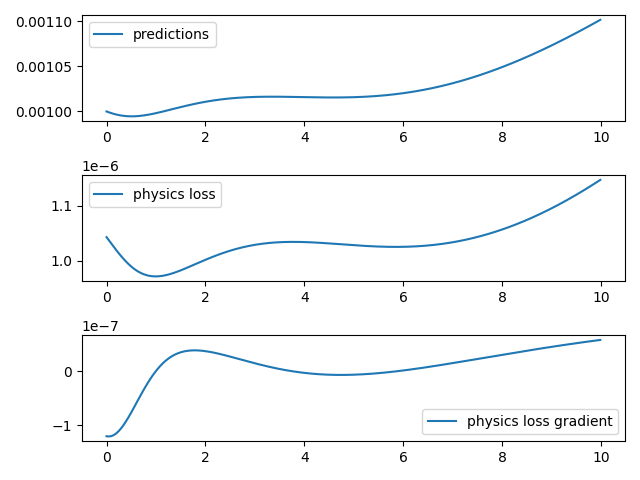 0.00110
0.00105
0.00100
predictions
0 2 4 6 8 10
1e−6
1.1
1.0
physics loss
0 2 4 6 8 10
1e−7
0
−1
physics loss gradient
0 2 4 6 8 10